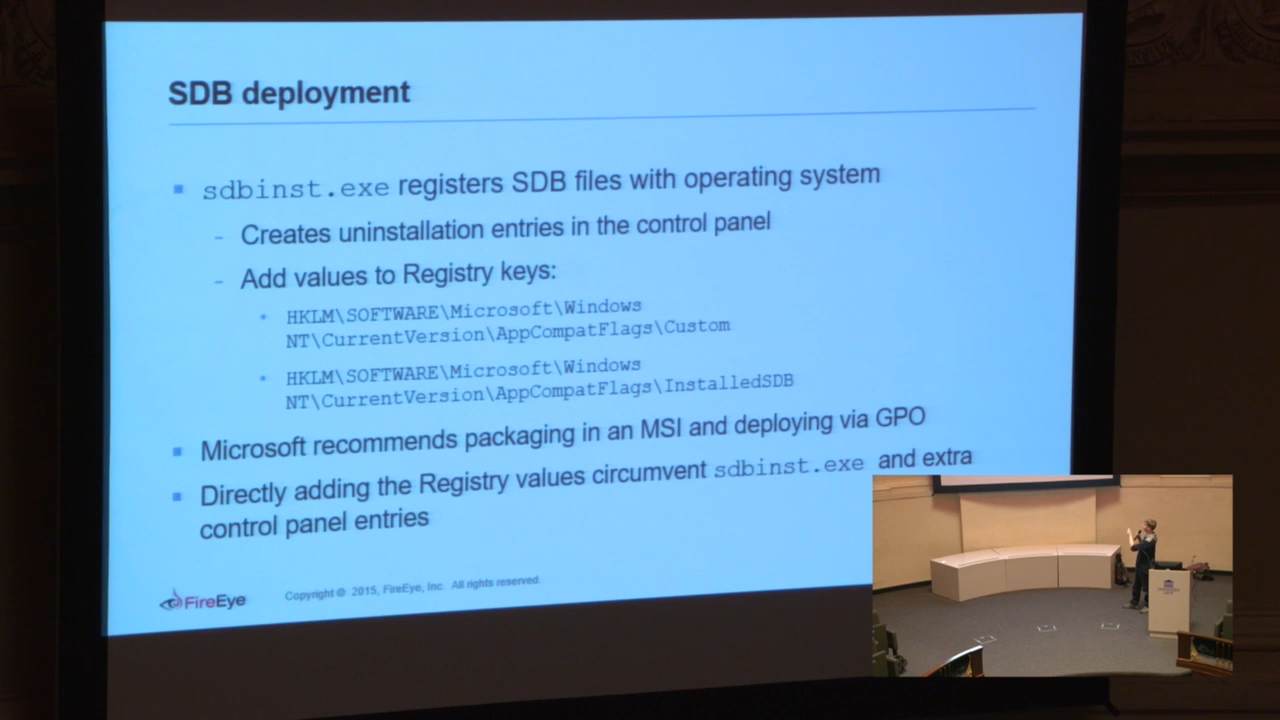 SDB deployment
sdbinst.exe registers SDB files with operating system
- Creates uninstallation entries in the control panel
- Add values to Registry keys:
HKLM\SOFTWARE\Microsoft\Windows
NT\CurrentVersion\AppCompatFlags\Custom
HKLM\SOFTWARE\Microsoft\Windows
NT\CurrentVersion\AppCompatFlags\InstalledSDB
Microsoft recommends packaging in an MSI and deploying via GPO
Directly adding the Registry values circumvent sdbinst.exe and extra
control panel entries
FireEye
Copyright © 2015, FireEye, Inc. All rights reserved.